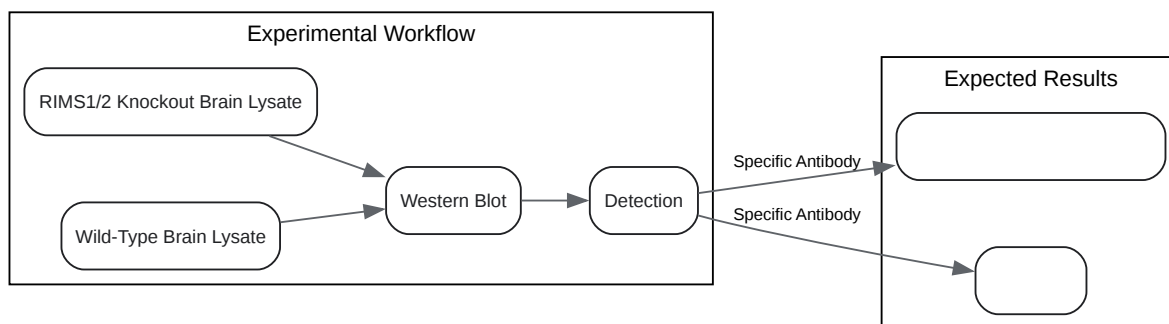 Experimental Workflow
RIMS1/2 Knockout Brain Lysate
Wild-Type Brain Lysate
Western Blot
Detection
Specific Antibody
Specific Antibody
Expected Results